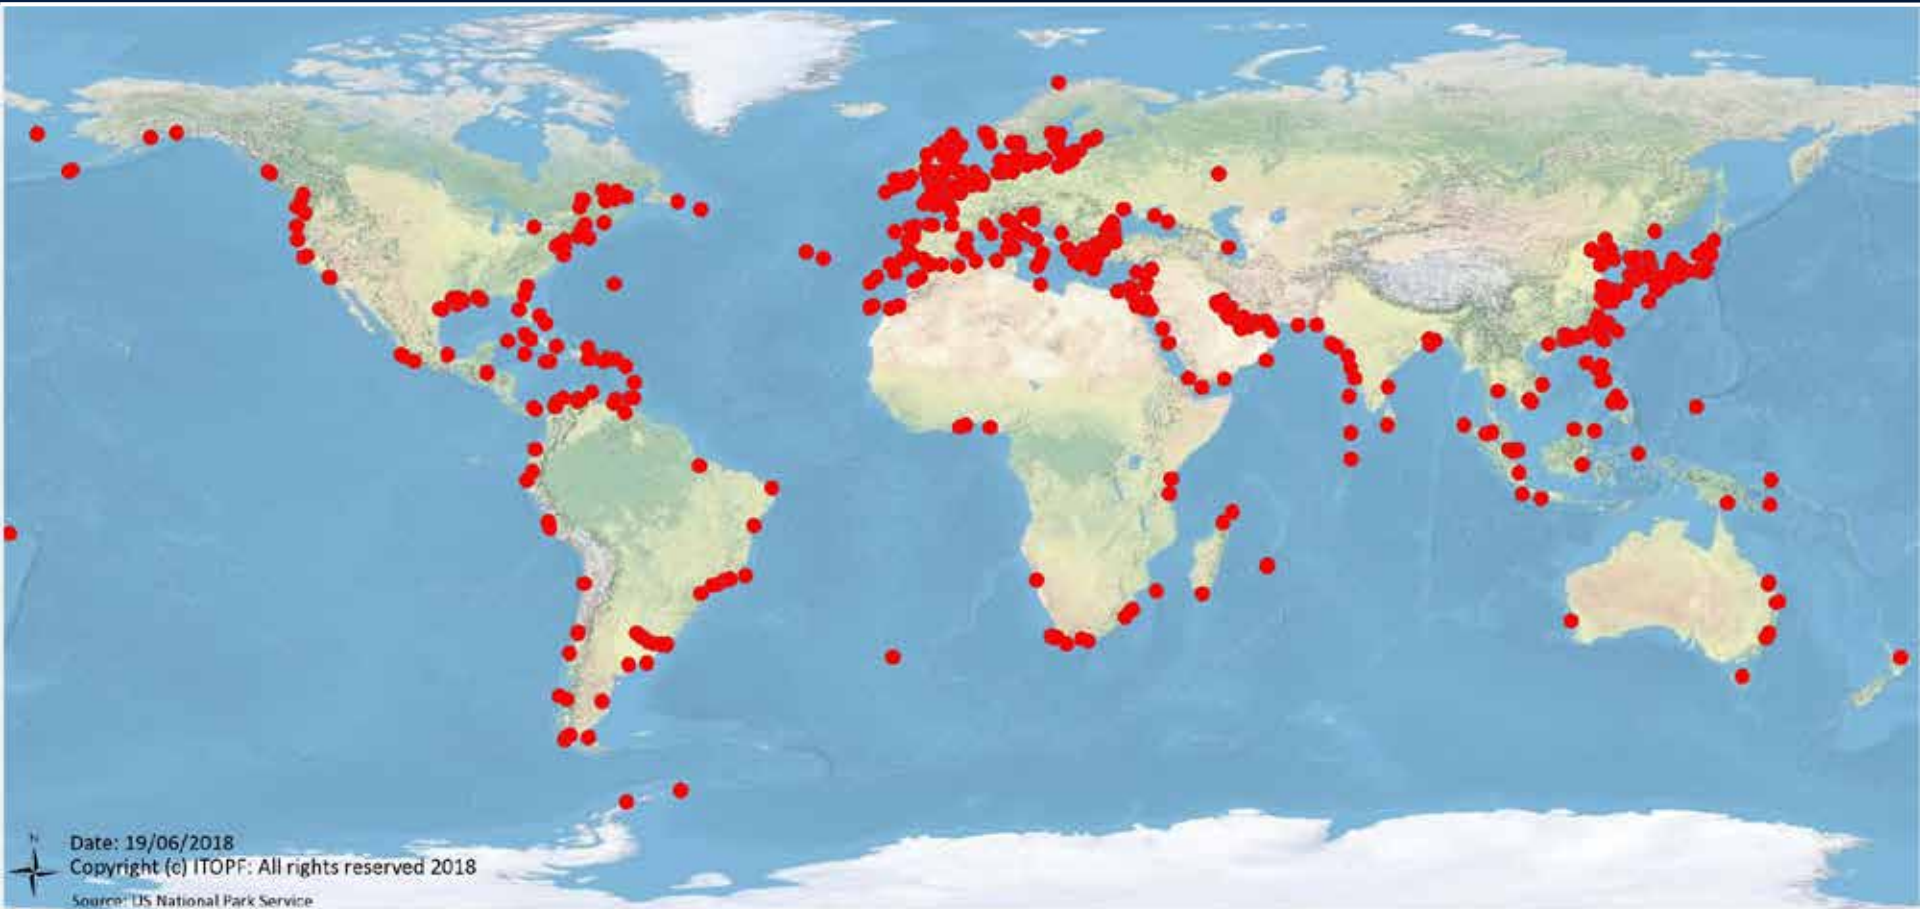 N
Date: 19/06/2018
Copyright (c) ITOPF: All rights reserved 2018
Source: US National Park Service